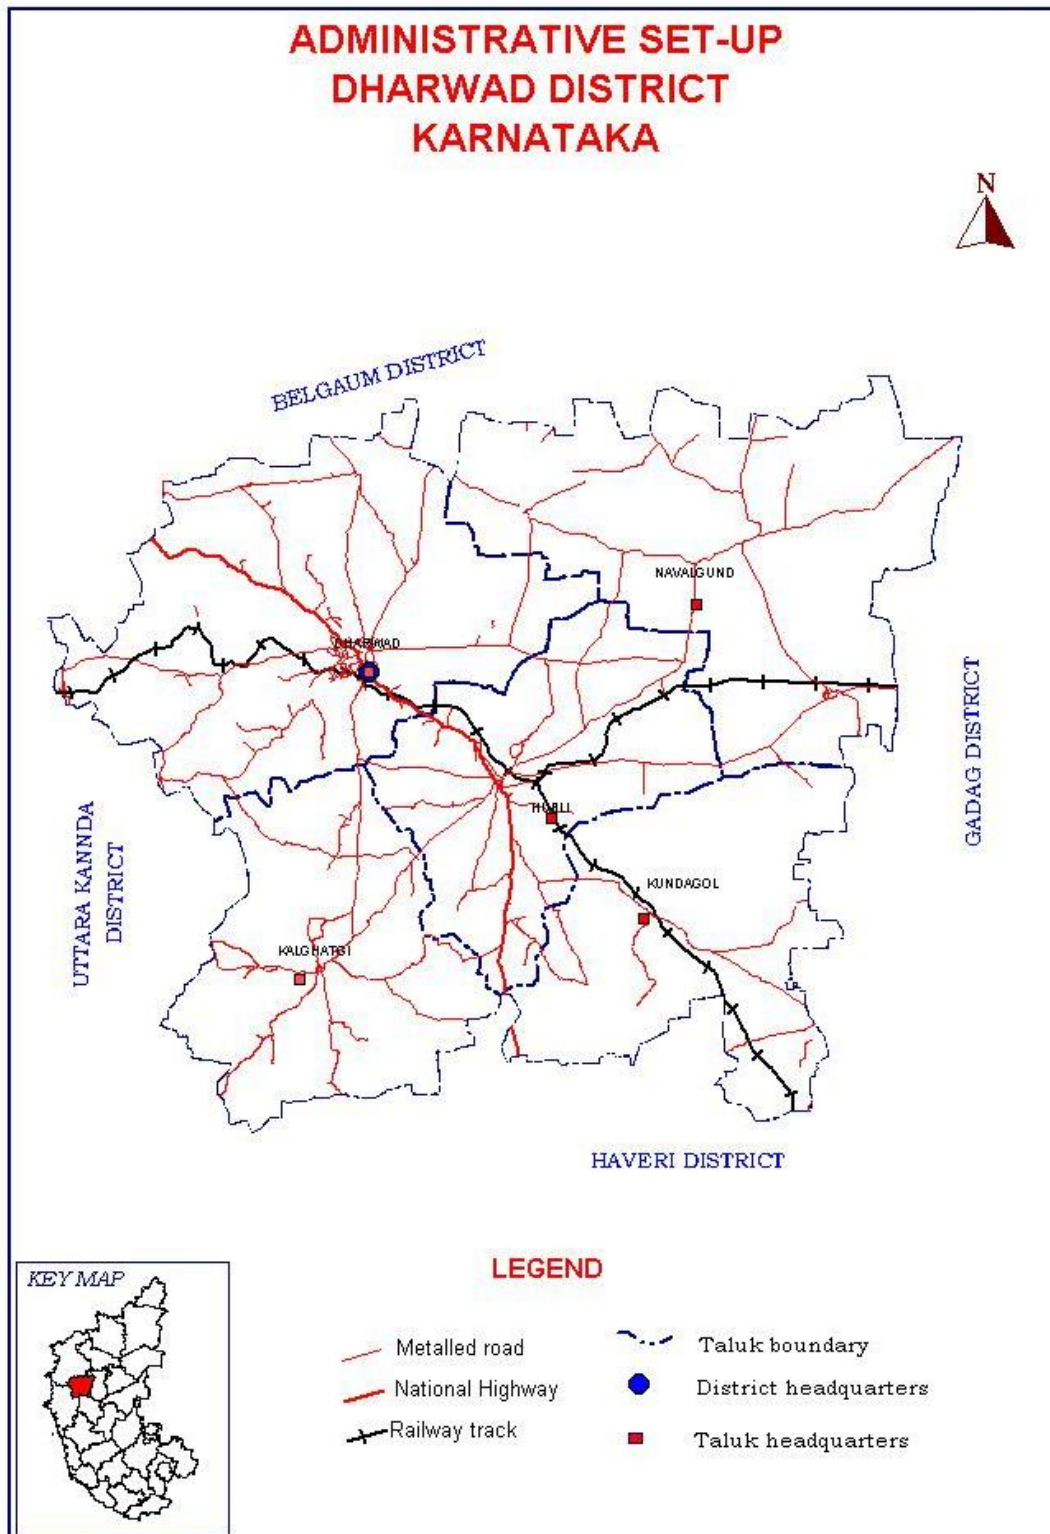 ADMINISTRATIVE SET-UP
DHARWAD DISTRICT
KARNATAKA
N
BELGAUM DISTRICT
NAVALGUND
DHARWAD
GADAG DISTRICT
HUBLI
UTTARA KANNDA
DISTRICT
KUNDAGOL
KALGHATGI
HAVERI DISTRICT
KEY MAP
LEGEND
Metalled road
National Highway
Railway track
Taluk boundary
District headquarters
Taluk headquarters